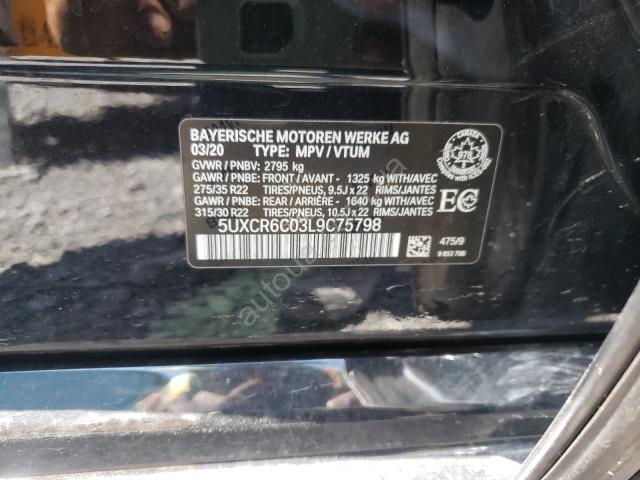 BAYERISCHE MOTOREN WERKE AG
03/20 TYPE: MPV / VTUM
GVWR / PNBV: 2795 kg
GAWR / PNBE: FRONT / AVANT - 1325 kg WITH/AVEC
275/35 R22 TIRES/PNEUS, 9.5J x 22 RIMS/JANTES
GAWR / PNBE: REAR / ARRIÈRE - 1640 kg WITH/AVEC
315/30 R22 TIRES/PNEUS, 10.5J x 22 RIMS/JANTES
5UXCR6C03L9C75798
CANADA
EC
475/9